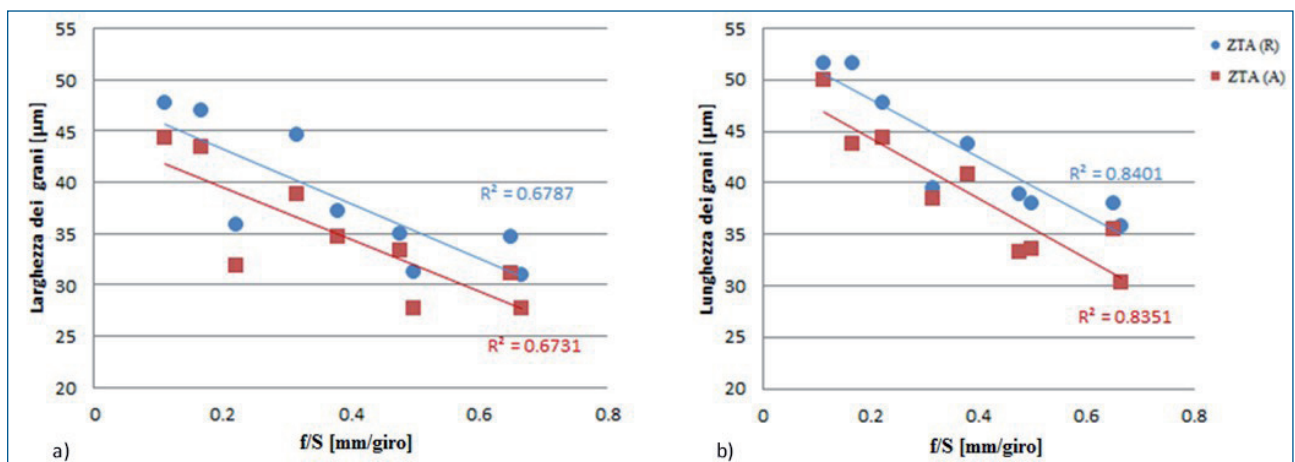 55
50
45
40
35
30
25
20
Larghezza dei grani [µm]
R² = 0.6787
R² = 0.6731
0
0.2
0.4
0.6
0.8
f/S [mm/giro]
a)
55
50
45
40
35
30
25
20
Lunghezza dei grani [µm]
R² = 0.8401
R² = 0.8351
0
0.2
0.4
0.6
0.8
f/S [mm/giro]
b)
ZTA (R)
ZTA (A)